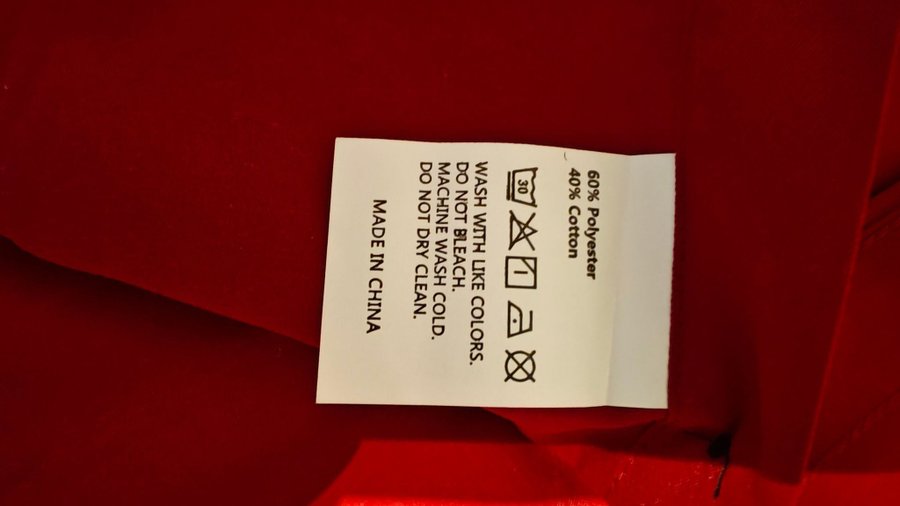 60% Polyester
40% Cotton
30
WASH WITH LIKE COLORS.
DO NOT BLEACH.
MACHINE WASH COLD.
DO NOT DRY CLEAN.
MADE IN CHINA